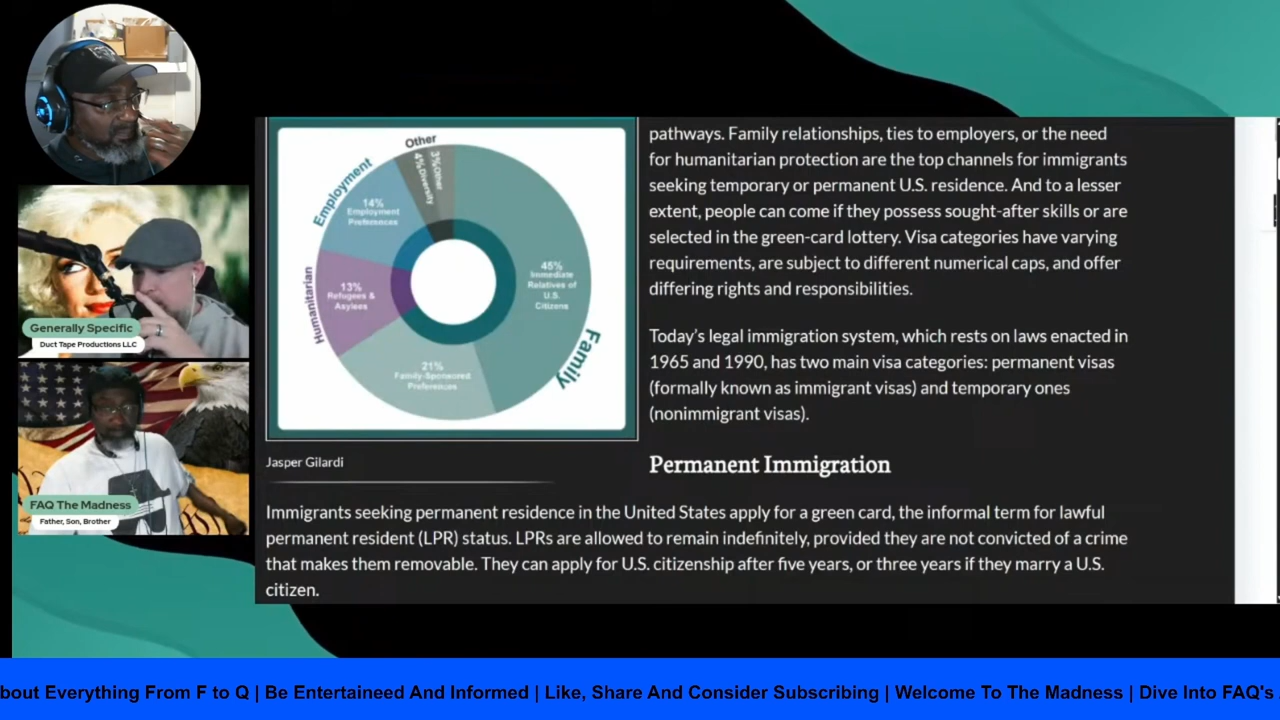 Generally Specific
Duct Tape Productions LLC
FAQ The Madness
Father, Son, Brother
Other
3% Other
4% Diversity
Employment
14%
Employment
Preferences
Humanitarian
13%
Refugees &
Asylees
45%
Immediate
Relatives of
U.S.
Citizens
21%
Family-Sponsored
Preferences
Family
Jasper Gilardi
pathways. Family relationships, ties to employers, or the need
for humanitarian protection are the top channels for immigrants
seeking temporary or permanent U.S. residence. And to a lesser
extent, people can come if they possess sought-after skills or are
selected in the green-card lottery. Visa categories have varying
requirements, are subject to different numerical caps, and offer
differing rights and responsibilities.
Today's legal immigration system, which rests on laws enacted in
1965 and 1990, has two main visa categories: permanent visas
(formally known as immigrant visas) and temporary ones
(nonimmigrant visas).
Permanent Immigration
Immigrants seeking permanent residence in the United States apply for a green card, the informal term for lawful
permanent resident (LPR) status. LPRs are allowed to remain indefinitely, provided they are not convicted of a crime
that makes them removable. They can apply for U.S. citizenship after five years, or three years if they marry a U.S.
citizen.
bout Everything From F to Q | Be Entertaineed And Informed | Like, Share And Consider Subscribing | Welcome To The Madness | Dive Into FAQ's